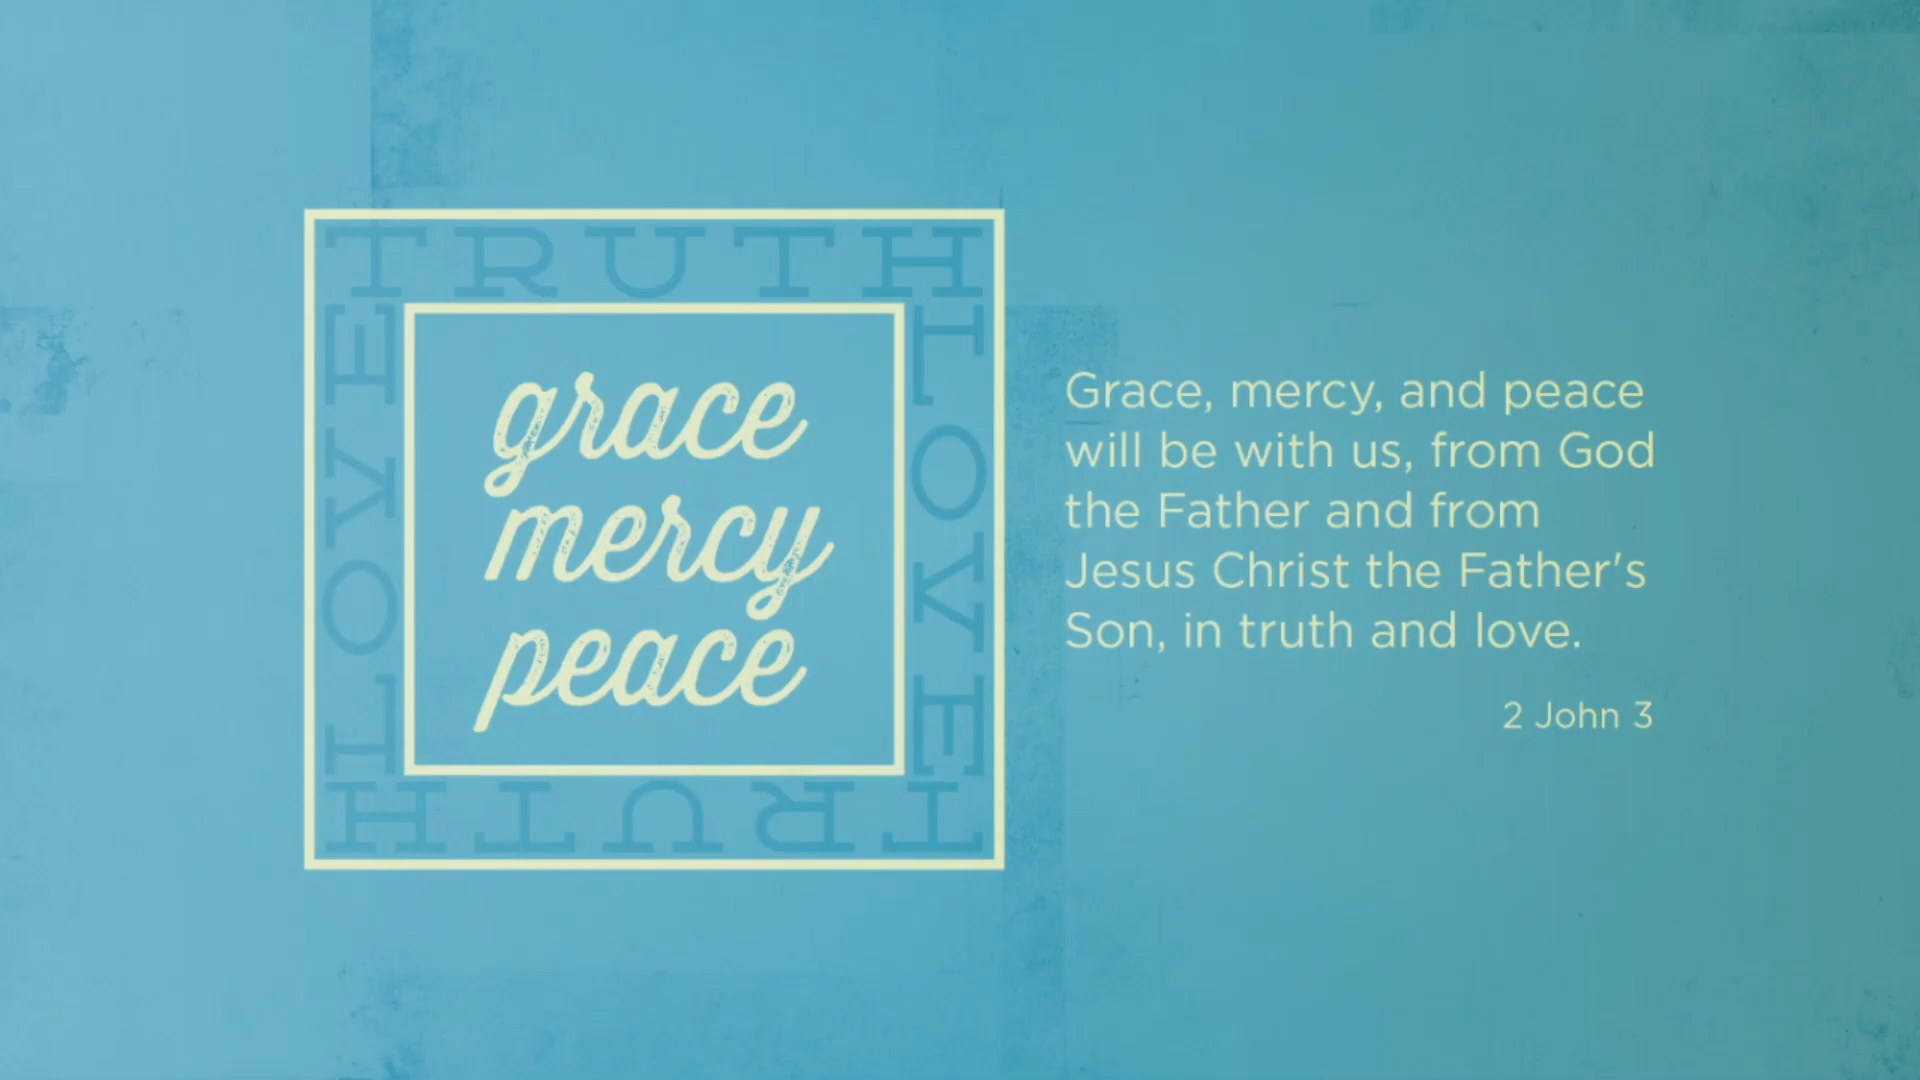 TRUTH
LOVE
TRUTH
LOVE
grace
mercy
peace
Grace, mercy, and peace
will be with us, from God
the Father and from
Jesus Christ the Father's
Son, in truth and love.
2 John 3